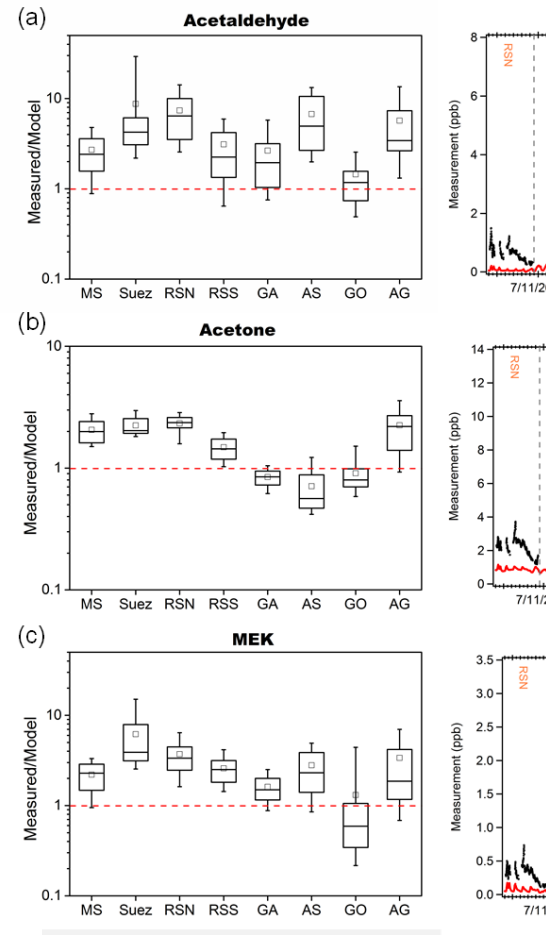 (a)
Acetaldehyde
Measured/Model
10
1
0.1
MS Suez RSN RSS GA AS GO AG
Measurement (ppb)
8
6
4
2
0
RSN
7/11/20
(b)
Acetone
Measured/Model
10
1
0.1
MS Suez RSN RSS GA AS GO AG
Measurement (ppb)
14
12
10
8
6
4
2
0
RSN
7/11/2
(c)
MEK
Measured/Model
10
1
0.1
MS Suez RSN RSS GA AS GO AG
Measurement (ppb)
3.5
3.0
2.5
2.0
1.5
1.0
0.5
0.0
RSN
7/11